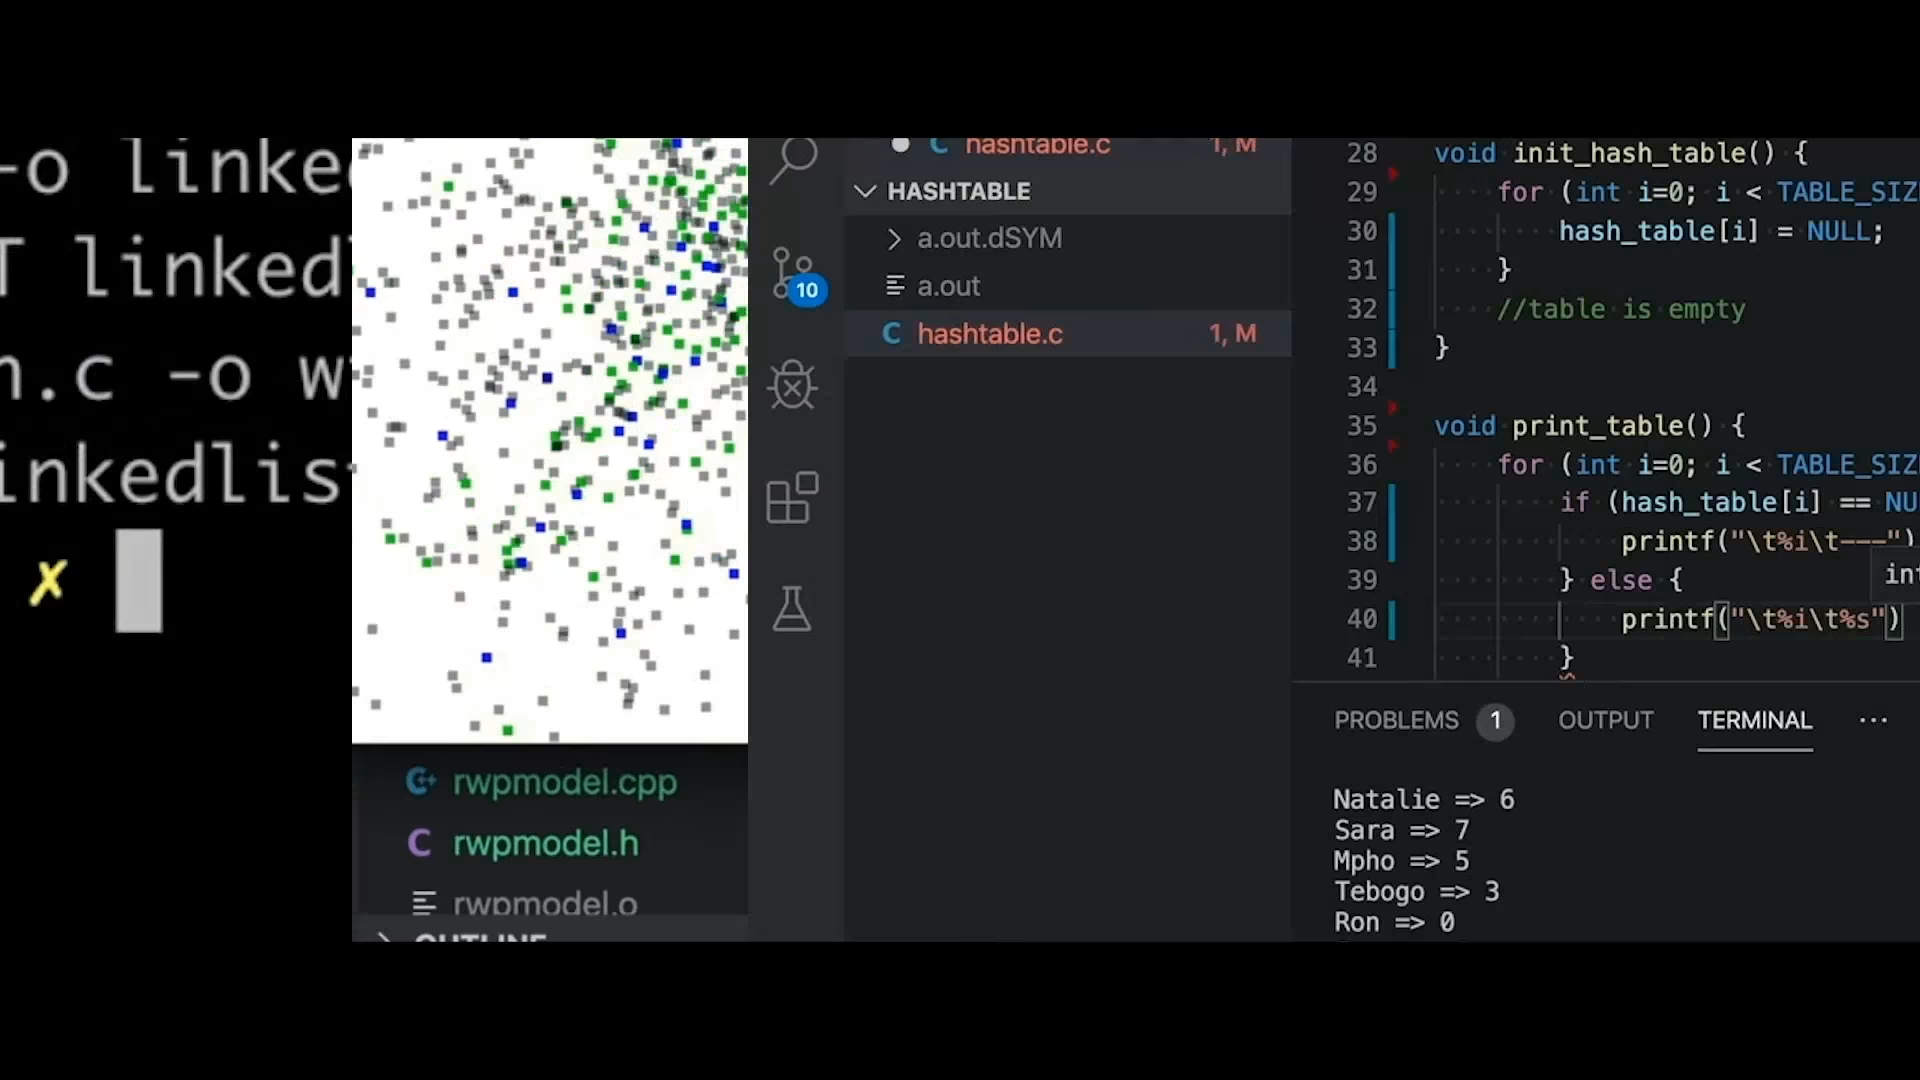 -o linke
T linked
.c -o w
inkedlis
✗
rwpmodel.cpp
rwpmodel.h
rwpmodel.o
OUTLINE
10
hashtable.c 1, M
HASHTABLE
a.out.dSYM
a.out
hashtable.c 1, M
28 void init_hash_table() {
29 for (int i=0; i < TABLE_SIZ
30 hash_table[i] = NULL;
31 }
32 //table is empty
33 }
34
35 void print_table() {
36 for (int i=0; i < TABLE_SIZ
37 if (hash_table[i] == NU
38 printf("\t%i\t---")
39 } else {
int
40 printf("\t%i\t%s")
41 }
PROBLEMS 1 OUTPUT TERMINAL ...
Natalie => 6
Sara => 7
Mpho => 5
Tebogo => 3
Ron => 0